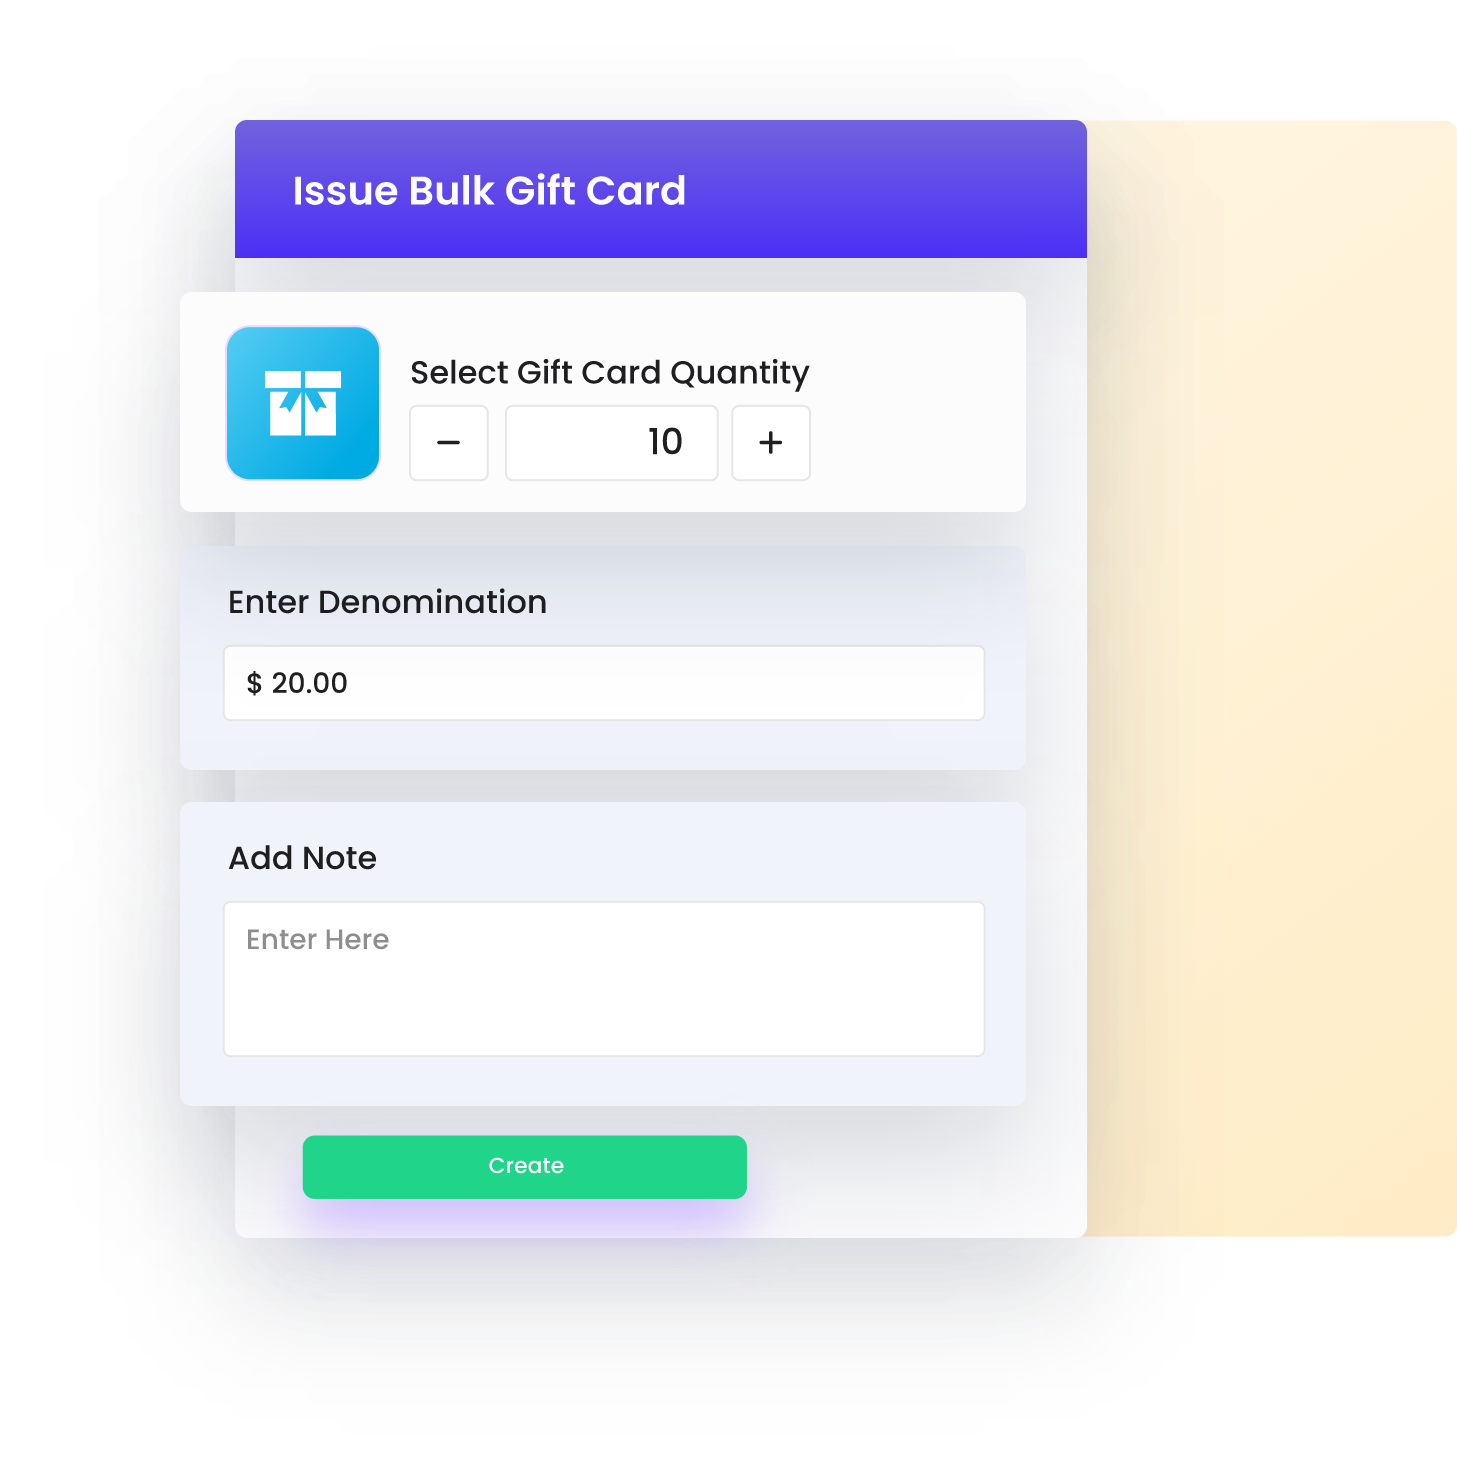 Issue Bulk Gift Card
Select Gift Card Quantity
− 10 +
Enter Denomination
$ 20.00
Add Note
Enter Here
Create